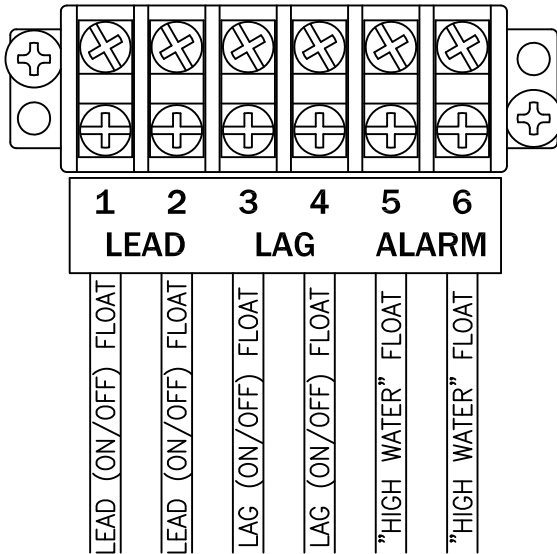 1 2 3 4 5 6
LEAD LAG ALARM
LEAD (ON/OFF) FLOAT
LEAD (ON/OFF) FLOAT
LAG (ON/OFF) FLOAT
LAG (ON/OFF) FLOAT
"HIGH WATER" FLOAT
"HIGH WATER" FLOAT